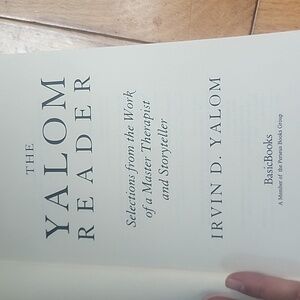 THE
YALOM
READER
Selections from the Work
of a Master Therapist
and Storyteller
IRVIN D. YALOM
BasicBooks
A Member of the Perseus Books Group